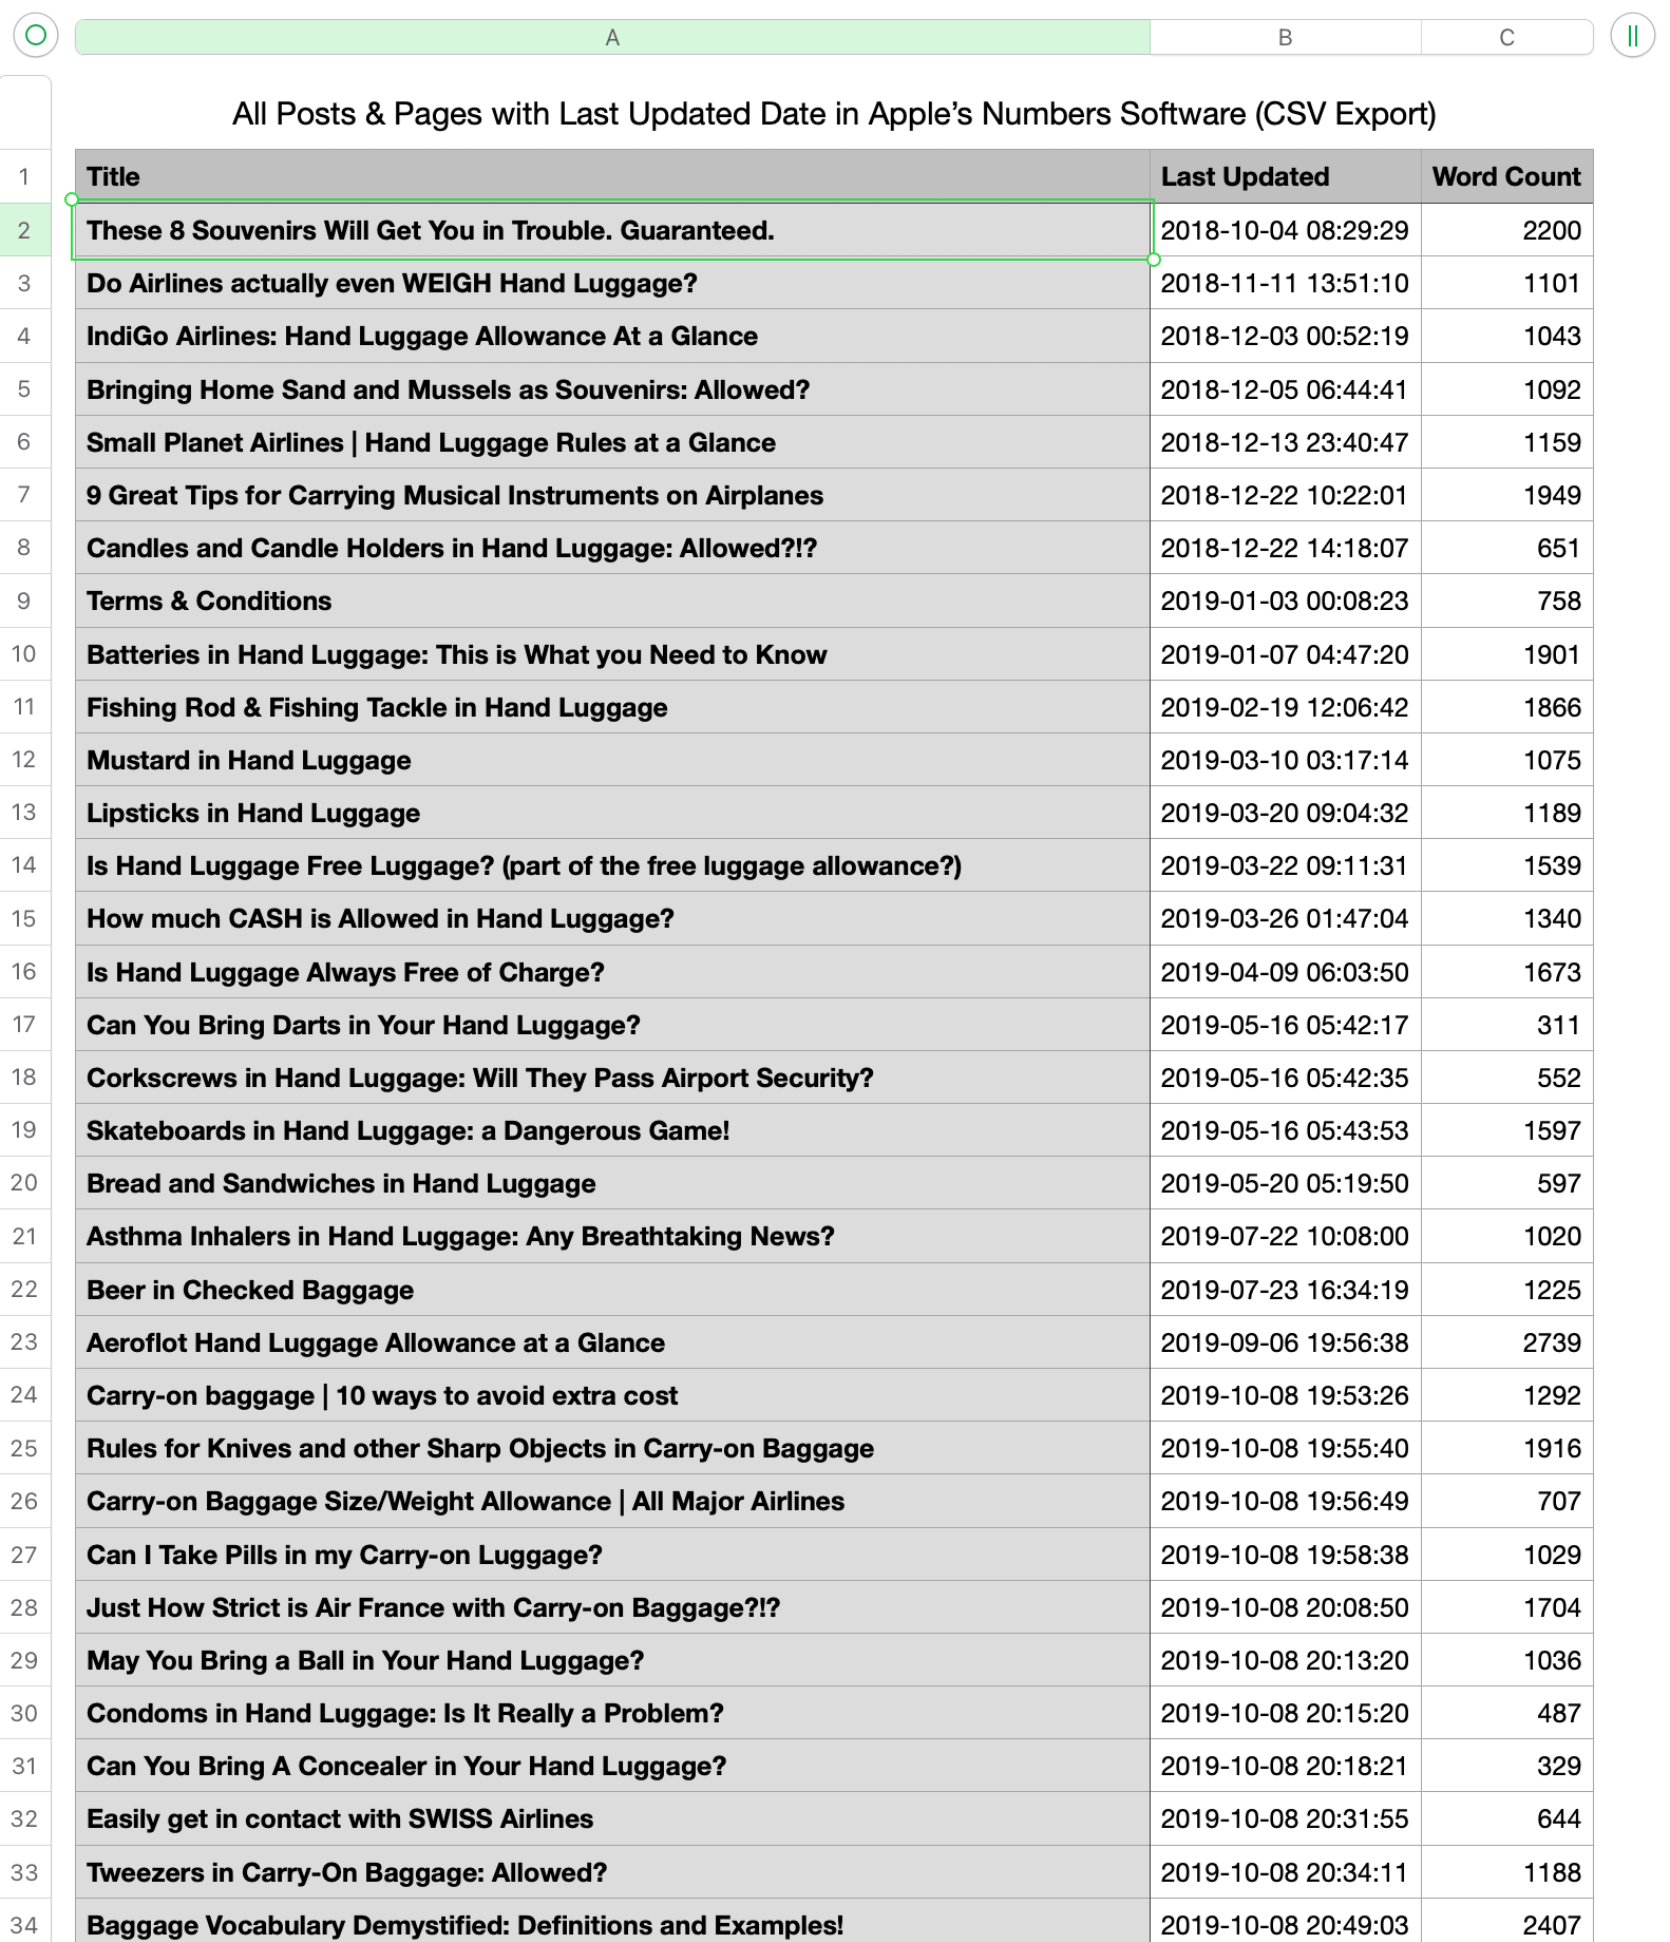 A B C
All Posts & Pages with Last Updated Date in Apple’s Numbers Software (CSV Export)
1 Title Last Updated Word Count
2 These 8 Souvenirs Will Get You in Trouble. Guaranteed. 2018-10-04 08:29:29 2200
3 Do Airlines actually even WEIGH Hand Luggage? 2018-11-11 13:51:10 1101
4 IndiGo Airlines: Hand Luggage Allowance At a Glance 2018-12-03 00:52:19 1043
5 Bringing Home Sand and Mussels as Souvenirs: Allowed? 2018-12-05 06:44:41 1092
6 Small Planet Airlines | Hand Luggage Rules at a Glance 2018-12-13 23:40:47 1159
7 9 Great Tips for Carrying Musical Instruments on Airplanes 2018-12-22 10:22:01 1949
8 Candles and Candle Holders in Hand Luggage: Allowed?!? 2018-12-22 14:18:07 651
9 Terms & Conditions 2019-01-03 00:08:23 758
10 Batteries in Hand Luggage: This is What you Need to Know 2019-01-07 04:47:20 1901
11 Fishing Rod & Fishing Tackle in Hand Luggage 2019-02-19 12:06:42 1866
12 Mustard in Hand Luggage 2019-03-10 03:17:14 1075
13 Lipsticks in Hand Luggage 2019-03-20 09:04:32 1189
14 Is Hand Luggage Free Luggage? (part of the free luggage allowance?) 2019-03-22 09:11:31 1539
15 How much CASH is Allowed in Hand Luggage? 2019-03-26 01:47:04 1340
16 Is Hand Luggage Always Free of Charge? 2019-04-09 06:03:50 1673
17 Can You Bring Darts in Your Hand Luggage? 2019-05-16 05:42:17 311
18 Corkscrews in Hand Luggage: Will They Pass Airport Security? 2019-05-16 05:42:35 552
19 Skateboards in Hand Luggage: a Dangerous Game! 2019-05-16 05:43:53 1597
20 Bread and Sandwiches in Hand Luggage 2019-05-20 05:19:50 597
21 Asthma Inhalers in Hand Luggage: Any Breathtaking News? 2019-07-22 10:08:00 1020
22 Beer in Checked Baggage 2019-07-23 16:34:19 1225
23 Aeroflot Hand Luggage Allowance at a Glance 2019-09-06 19:56:38 2739
24 Carry-on baggage | 10 ways to avoid extra cost 2019-10-08 19:53:26 1292
25 Rules for Knives and other Sharp Objects in Carry-on Baggage 2019-10-08 19:55:40 1916
26 Carry-on Baggage Size/Weight Allowance | All Major Airlines 2019-10-08 19:56:49 707
27 Can I Take Pills in my Carry-on Luggage? 2019-10-08 19:58:38 1029
28 Just How Strict is Air France with Carry-on Baggage?!? 2019-10-08 20:08:50 1704
29 May You Bring a Ball in Your Hand Luggage? 2019-10-08 20:13:20 1036
30 Condoms in Hand Luggage: Is It Really a Problem? 2019-10-08 20:15:20 487
31 Can You Bring A Concealer in Your Hand Luggage? 2019-10-08 20:18:21 329
32 Easily get in contact with SWISS Airlines 2019-10-08 20:31:55 644
33 Tweezers in Carry-On Baggage: Allowed? 2019-10-08 20:34:11 1188
34 Baggage Vocabulary Demystified: Definitions and Examples! 2019-10-08 20:49:03 2407